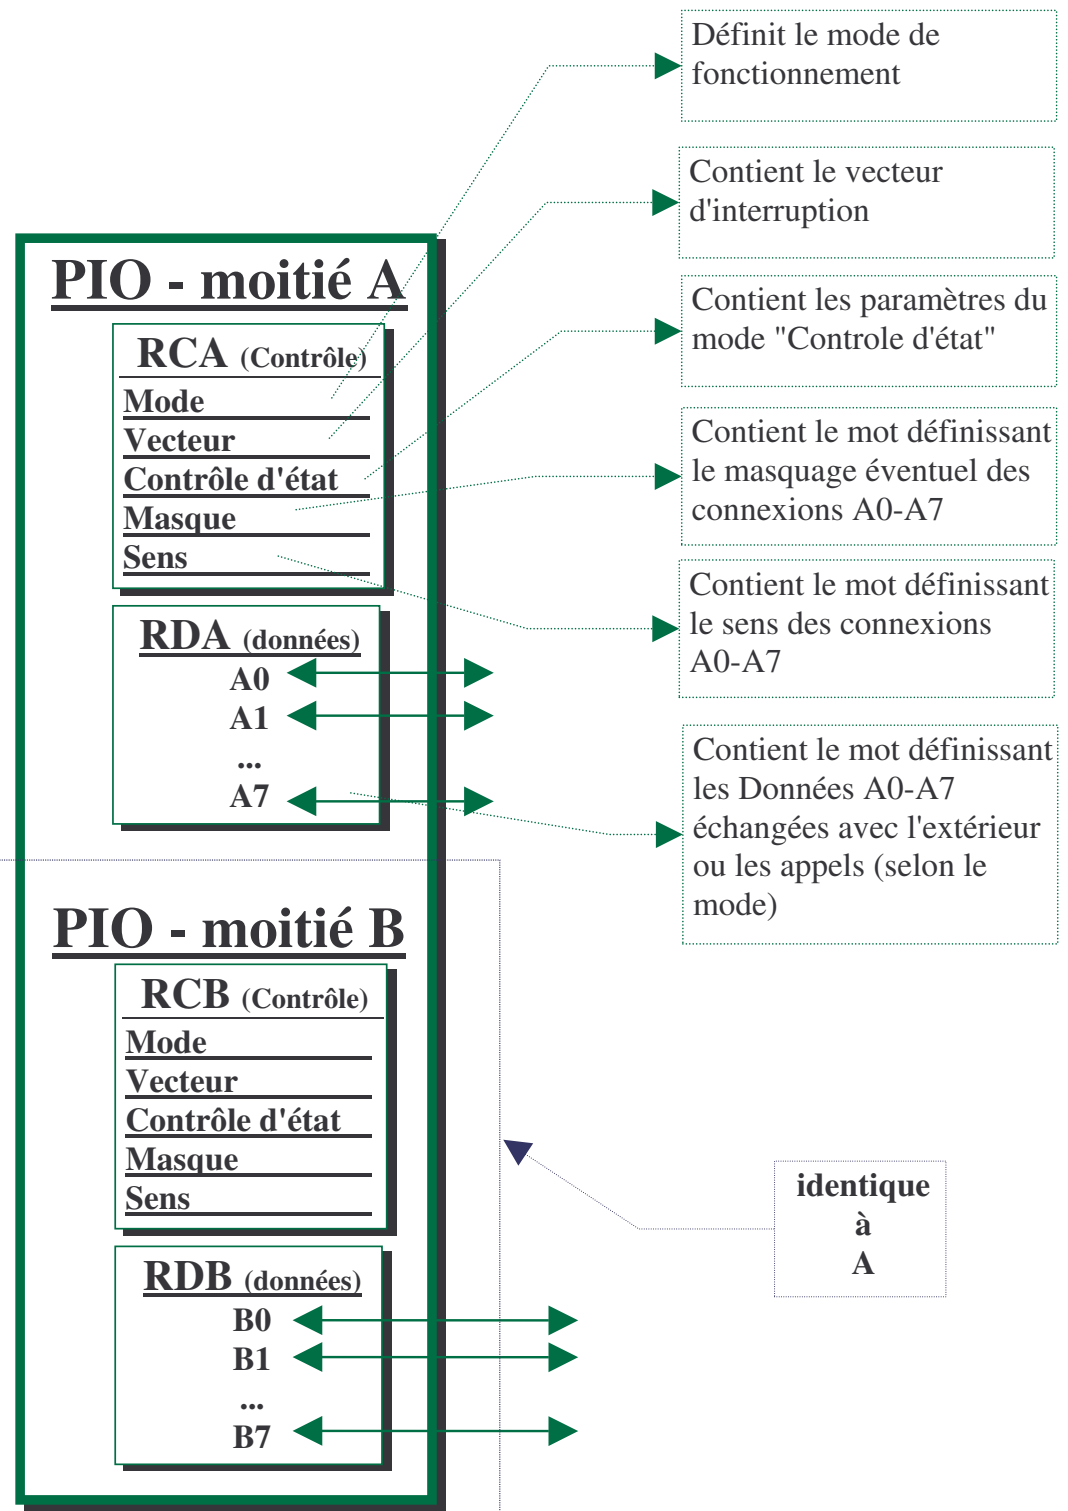 Définit le mode de
fonctionnement
Contient le vecteur
d'interruption
Contient les paramètres du
mode "Controle d'état"
Contient le mot définissant
le masquage éventuel des
connexions A0-A7
Contient le mot définissant
le sens des connexions
A0-A7
Contient le mot définissant
les Données A0-A7
échangées avec l'extérieur
ou les appels (selon le
mode)
PIO - moitié A
RCA (Contrôle)
Mode
Vecteur
Contrôle d'état
Masque
Sens
RDA (données)
A0
A1
...
A7
PIO - moitié B
RCB (Contrôle)
Mode
Vecteur
Contrôle d'état
Masque
Sens
RDB (données)
B0
B1
...
B7
identique
à
A